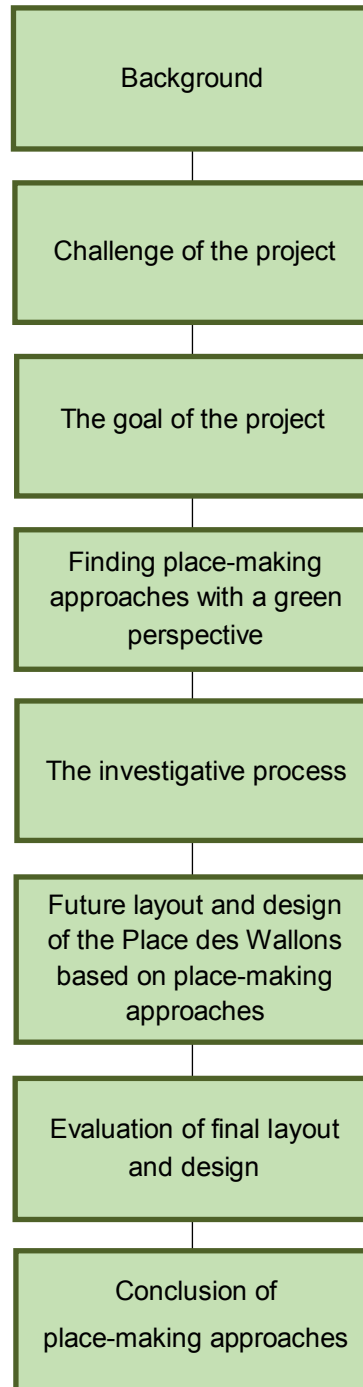 Background
Challenge of the project
The goal of the project
Finding place-making
approaches with a green
perspective
The investigative process
Future layout and design
of the Place des Wallons
based on place-making
approaches
Evaluation of final layout
and design
Conclusion of
place-making approaches